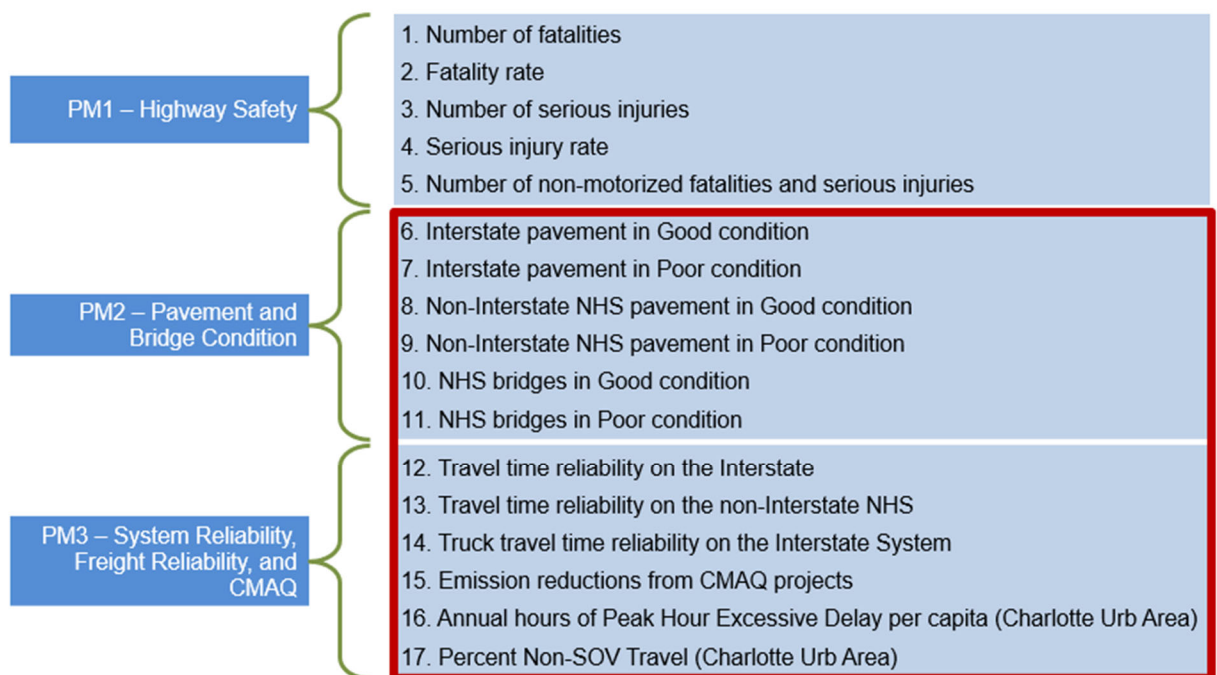 PM1 – Highway Safety
1. Number of fatalities
2. Fatality rate
3. Number of serious injuries
4. Serious injury rate
5. Number of non-motorized fatalities and serious injuries
PM2 – Pavement and
Bridge Condition
6. Interstate pavement in Good condition
7. Interstate pavement in Poor condition
8. Non-Interstate NHS pavement in Good condition
9. Non-Interstate NHS pavement in Poor condition
10. NHS bridges in Good condition
11. NHS bridges in Poor condition
PM3 – System Reliability,
Freight Reliability, and
CMAQ
12. Travel time reliability on the Interstate
13. Travel time reliability on the non-Interstate NHS
14. Truck travel time reliability on the Interstate System
15. Emission reductions from CMAQ projects
16. Annual hours of Peak Hour Excessive Delay per capita (Charlotte Urb Area)
17. Percent Non-SOV Travel (Charlotte Urb Area)